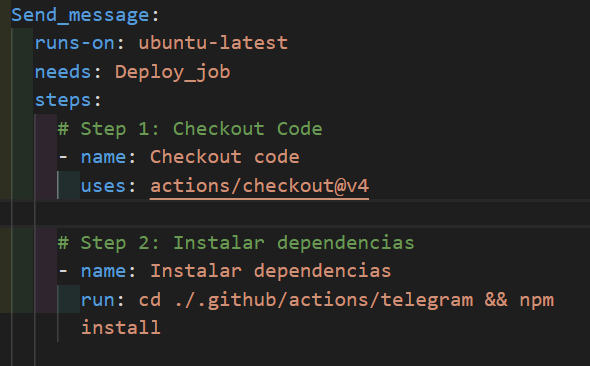 Send_message:
runs-on: ubuntu-latest
needs: Deploy_job
steps:
# Step 1: Checkout Code
- name: Checkout code
uses: actions/checkout@v4
# Step 2: Instalar dependencias
- name: Instalar dependencias
run: cd ./.github/actions/telegram && npm
install